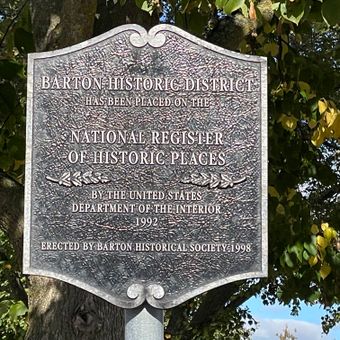 BARTON HISTORIC DISTRICT
HAS BEEN PLACED ON THE
NATIONAL REGISTER
OF HISTORIC PLACES
BY THE UNITED STATES
DEPARTMENT OF THE INTERIOR
1992
ERECTED BY BARTON HISTORICAL SOCIETY 1998